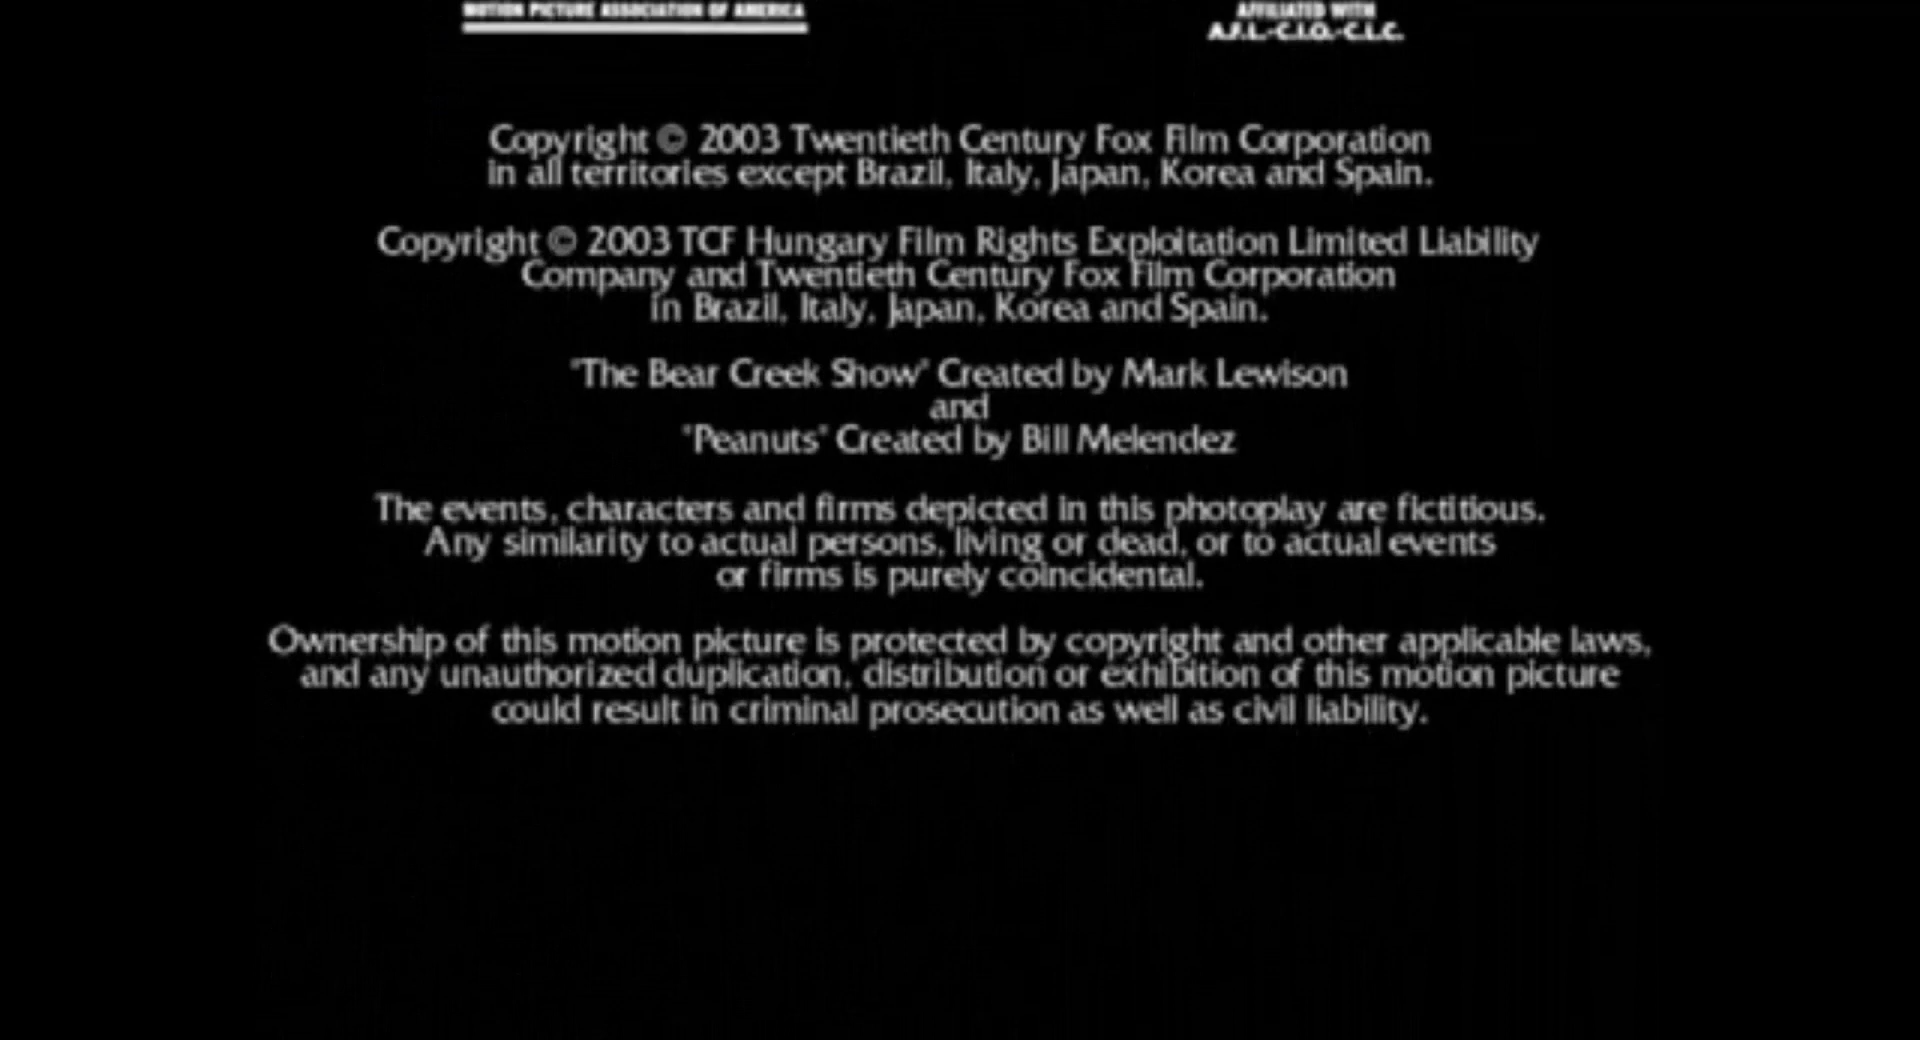 MOTION PICTURE ASSOCIATION OF AMERICA
AFFILIATED WITH
A.F.L.-C.I.O.-C.L.C.
Copyright © 2003 Twentieth Century Fox Film Corporation
in all territories except Brazil, Italy, Japan, Korea and Spain.
Copyright © 2003 TCF Hungary Film Rights Exploitation Limited Liability
Company and Twentieth Century Fox Film Corporation
in Brazil, Italy, Japan, Korea and Spain.
"The Bear Creek Show" Created by Mark Lewison
and
"Peanuts" Created by Bill Melendez
The events, characters and firms depicted in this photoplay are fictitious.
Any similarity to actual persons, living or dead, or to actual events
or firms is purely coincidental.
Ownership of this motion picture is protected by copyright and other applicable laws,
and any unauthorized duplication, distribution or exhibition of this motion picture
could result in criminal prosecution as well as civil liability.